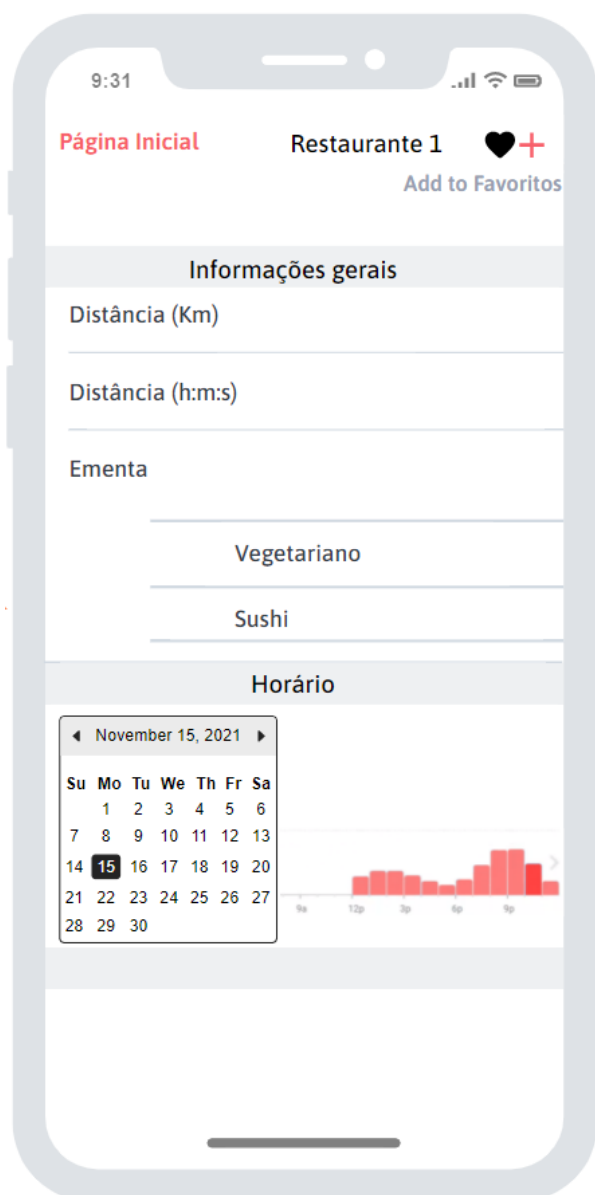 9:31
Página Inicial Restaurante 1
Add to Favoritos
Informações gerais
Distância (Km)
Distância (h:m:s)
Ementa
Vegetariano
Sushi
Horário
November 15, 2021
Su Mo Tu We Th Fr Sa
1 2 3 4 5 6
7 8 9 10 11 12 13
14 15 16 17 18 19 20
21 22 23 24 25 26 27
28 29 30
9a 12p 3p 6p 9p